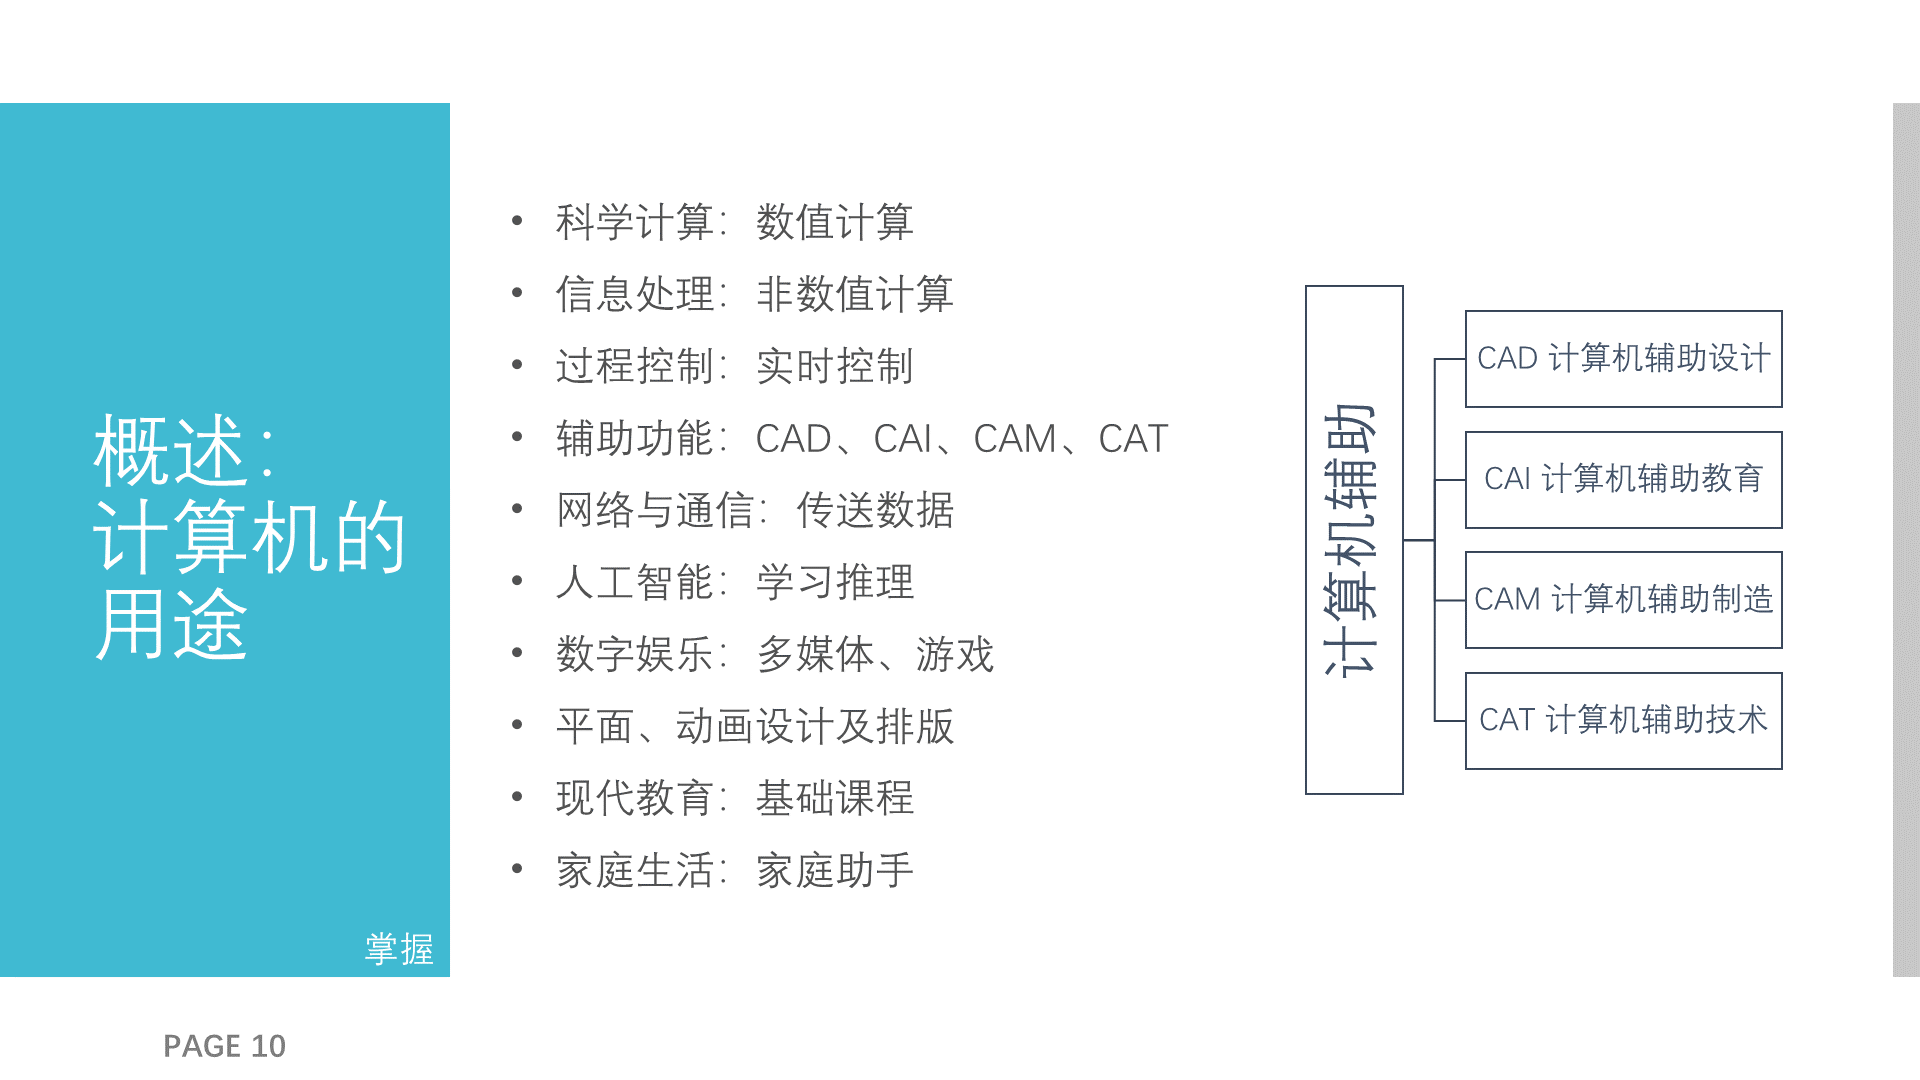 概述：
计算机的
用途
掌握
• 科学计算：数值计算
• 信息处理：非数值计算
• 过程控制：实时控制
• 辅助功能：CAD、CAI、CAM、CAT
• 网络与通信：传送数据
• 人工智能：学习推理
• 数字娱乐：多媒体、游戏
• 平面、动画设计及排版
• 现代教育：基础课程
• 家庭生活：家庭助手
计算机辅助
CAD 计算机辅助设计
CAI 计算机辅助教育
CAM 计算机辅助制造
CAT 计算机辅助技术
PAGE 10